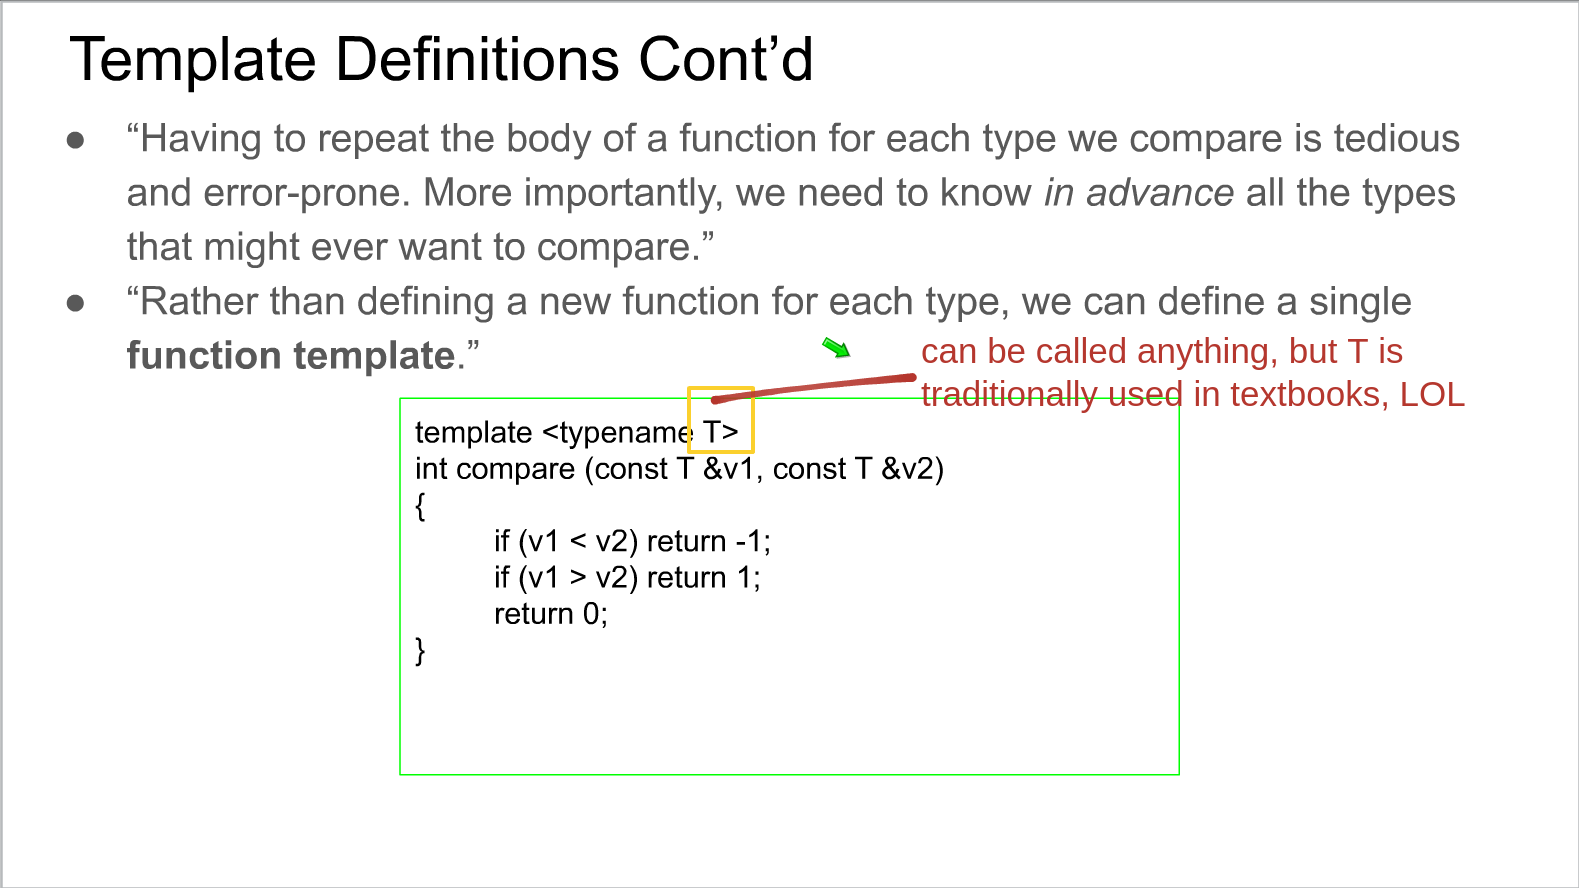 Template Definitions Cont’d
● “Having to repeat the body of a function for each type we compare is tedious
and error-prone. More importantly, we need to know in advance all the types
that might ever want to compare.”
● “Rather than defining a new function for each type, we can define a single
function template.”
can be called anything, but T is
traditionally used in textbooks, LOL
template <typename T>
int compare (const T &v1, const T &v2)
{
if (v1 < v2) return -1;
if (v1 > v2) return 1;
return 0;
}